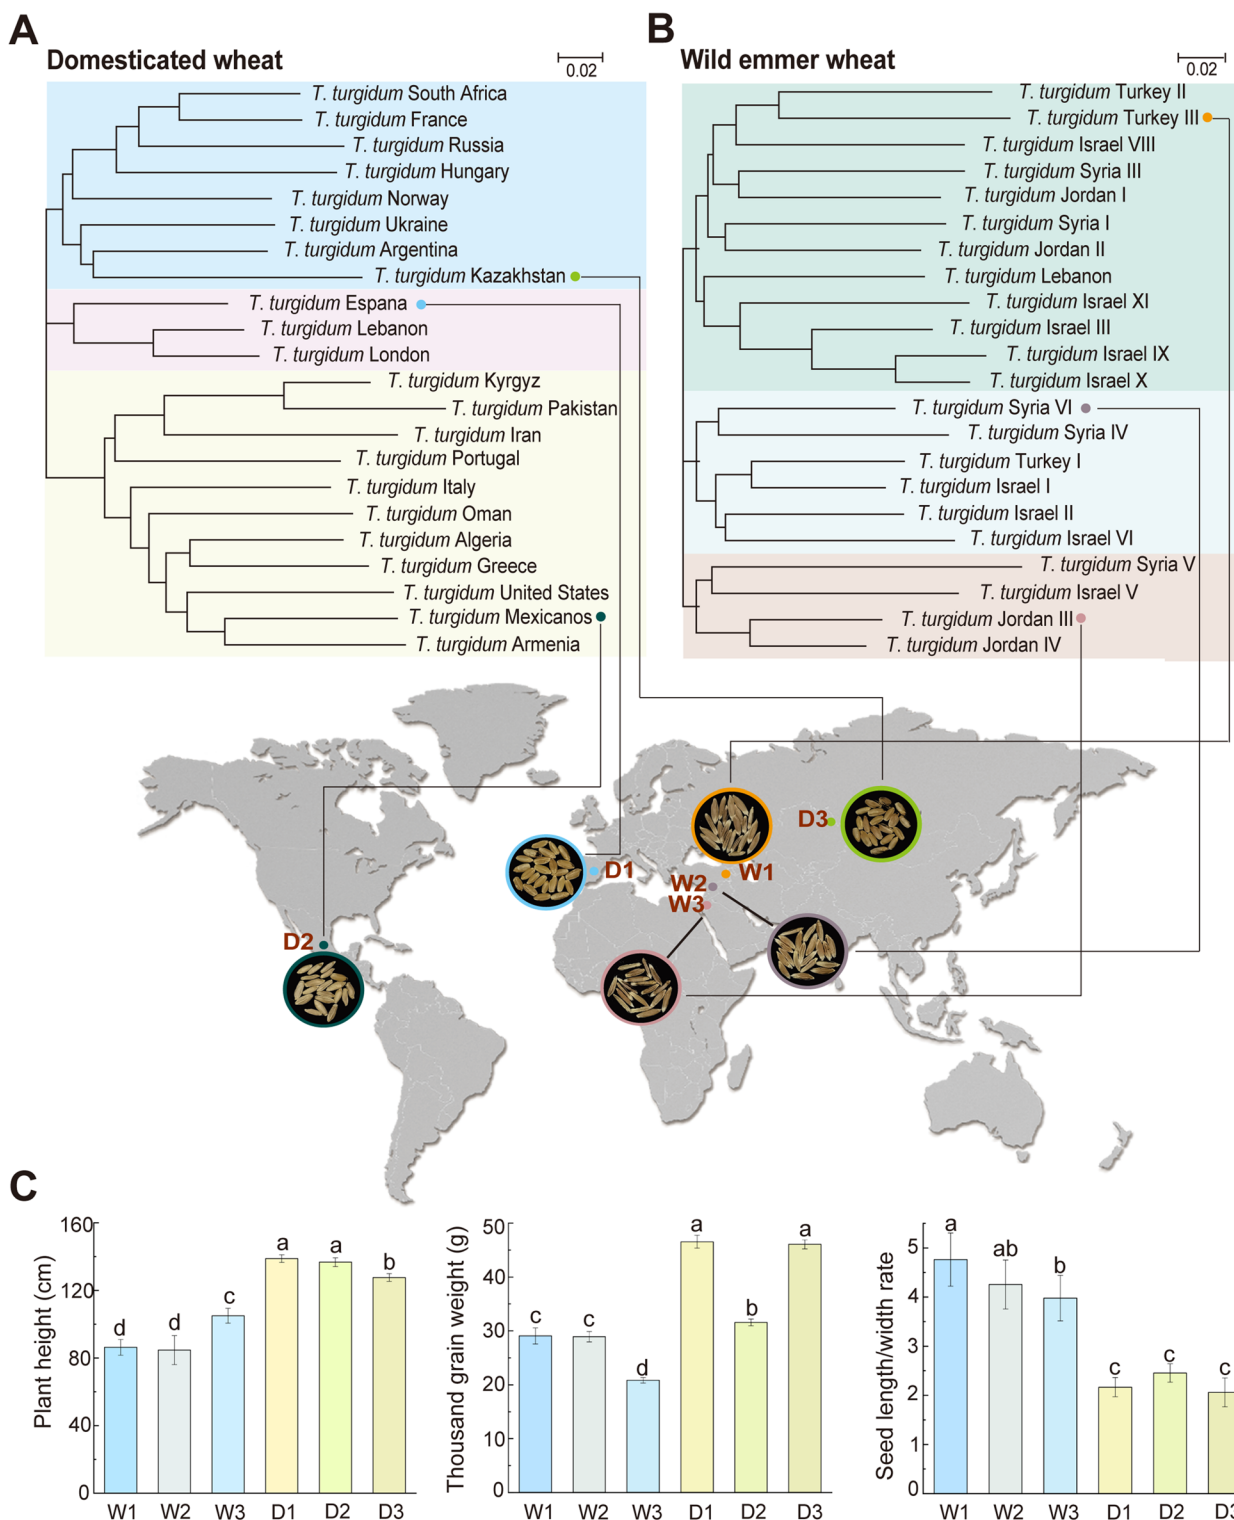 A
Domesticated wheat
0.02
T. turgidum South Africa
T. turgidum France
T. turgidum Russia
T. turgidum Hungary
T. turgidum Norway
T. turgidum Ukraine
T. turgidum Argentina
T. turgidum Kazakhstan
T. turgidum Espana
T. turgidum Lebanon
T. turgidum London
T. turgidum Kyrgyz
T. turgidum Pakistan
T. turgidum Iran
T. turgidum Portugal
T. turgidum Italy
T. turgidum Oman
T. turgidum Algeria
T. turgidum Greece
T. turgidum United States
T. turgidum Mexicanos
T. turgidum Armenia
B
Wild emmer wheat
0.02
T. turgidum Turkey II
T. turgidum Turkey III
T. turgidum Israel VIII
T. turgidum Syria III
T. turgidum Jordan I
T. turgidum Syria I
T. turgidum Jordan II
T. turgidum Lebanon
T. turgidum Israel XI
T. turgidum Israel III
T. turgidum Israel IX
T. turgidum Israel X
T. turgidum Syria VI
T. turgidum Syria IV
T. turgidum Turkey I
T. turgidum Israel I
T. turgidum Israel II
T. turgidum Israel VI
T. turgidum Syria V
T. turgidum Israel V
T. turgidum Jordan III
T. turgidum Jordan IV
D3
D1
W1
W2
W3
D2
C
Plant height (cm)
160
120
80
40
0
d
d
c
a
a
b
W1 W2 W3 D1 D2 D3
Thousand grain weight (g)
50
40
30
20
10
0
c
c
d
a
b
a
W1 W2 W3 D1 D2 D3
Seed length/width rate
5
4
3
2
1
0
a
ab
b
c
c
c
W1 W2 W3 D1 D2 D3